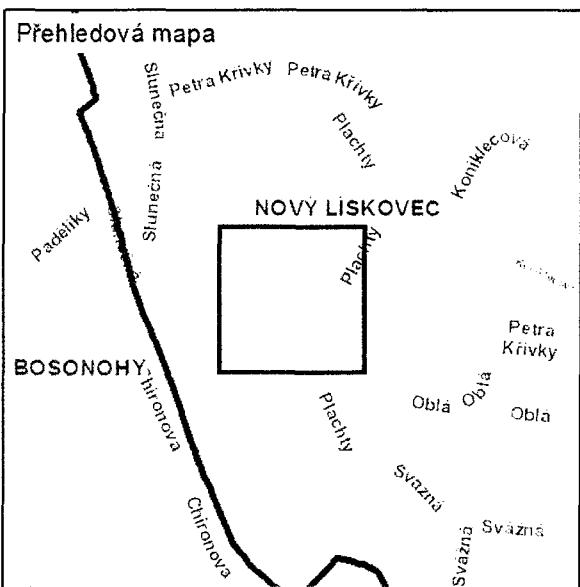 Přehledová mapa
Slunečná
Petra Křivky
Petra Křivky
Plachty
Koniklecová
Slunečná
Padělíky
NOVÝ LÍSKOVEC
Plachty
Petra
Křivky
BOSONOHY
Chironova
Plachty
Oblá
Oblá
Oblá
Svážná
Chironova
Svážná
Svážná